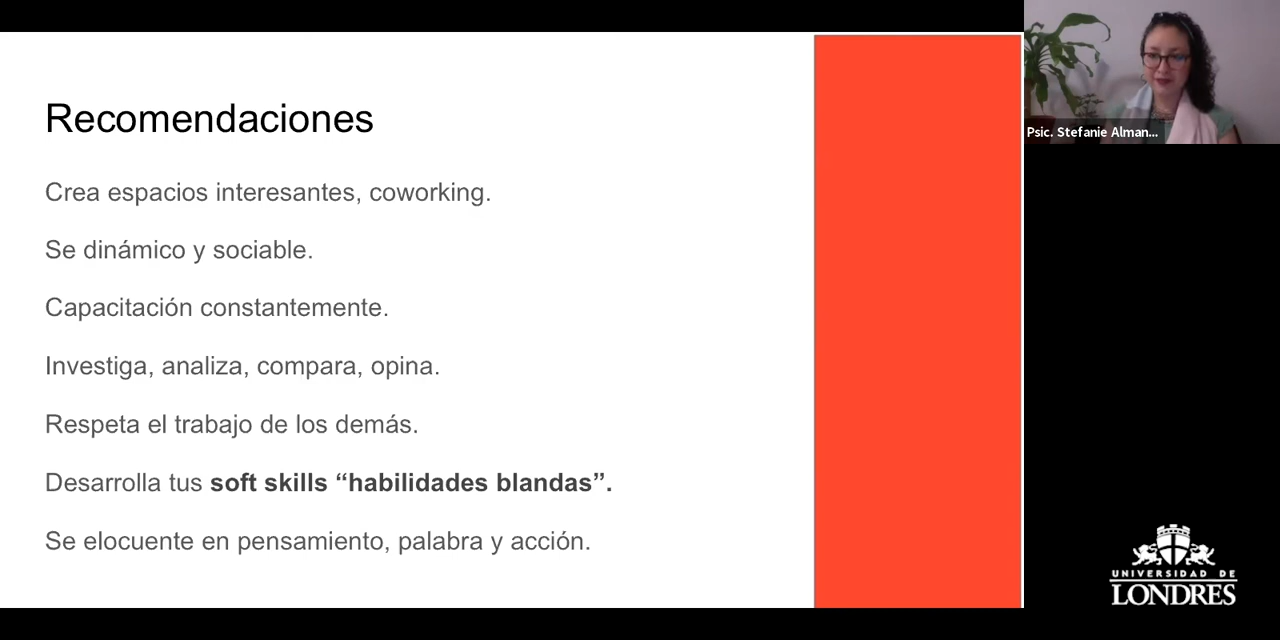 Recomendaciones
Crea espacios interesantes, coworking.
Se dinámico y sociable.
Capacitación constantemente.
Investiga, analiza, compara, opina.
Respeta el trabajo de los demás.
Desarrolla tus soft skills “habilidades blandas”.
Se elocuente en pensamiento, palabra y acción.
Psic. Stefanie Alman...
UNIVERSIDAD DE
LONDRES